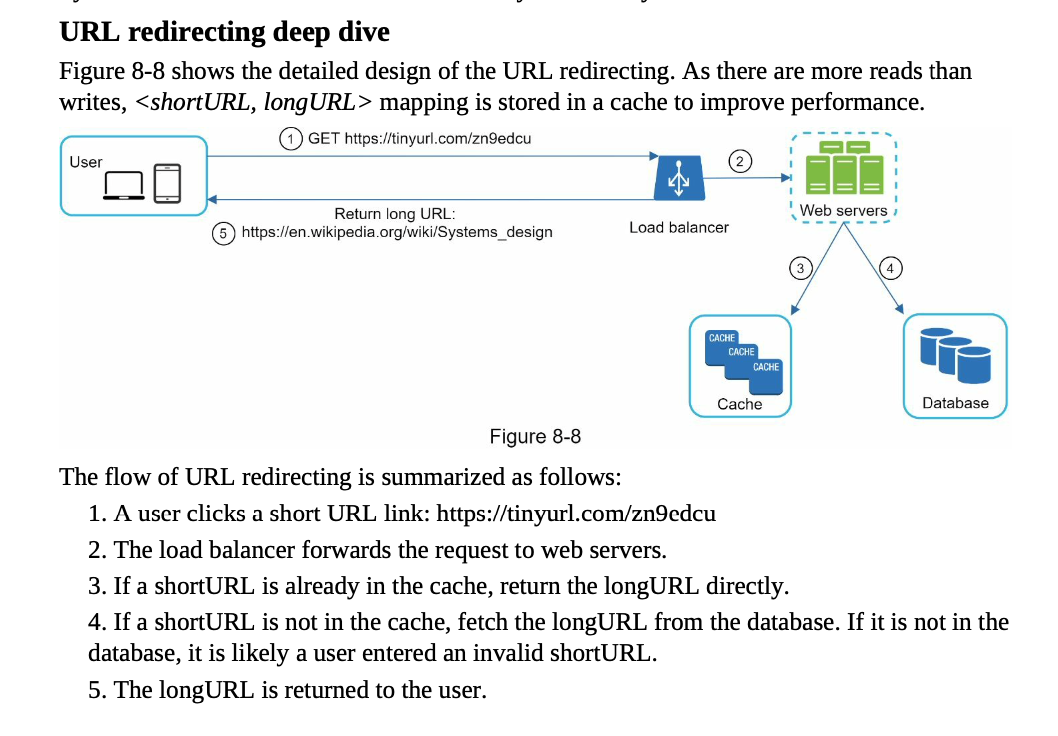 URL redirecting deep dive
Figure 8-8 shows the detailed design of the URL redirecting. As there are more reads than
writes, <shortURL, longURL> mapping is stored in a cache to improve performance.
1 GET https://tinyurl.com/zn9edcu
User
2
Return long URL:
5 https://en.wikipedia.org/wiki/Systems_design
Load balancer
Web servers
3
4
CACHE
CACHE
CACHE
Cache
Database
Figure 8-8
The flow of URL redirecting is summarized as follows:
1. A user clicks a short URL link: https://tinyurl.com/zn9edcu
2. The load balancer forwards the request to web servers.
3. If a shortURL is already in the cache, return the longURL directly.
4. If a shortURL is not in the cache, fetch the longURL from the database. If it is not in the
database, it is likely a user entered an invalid shortURL.
5. The longURL is returned to the user.